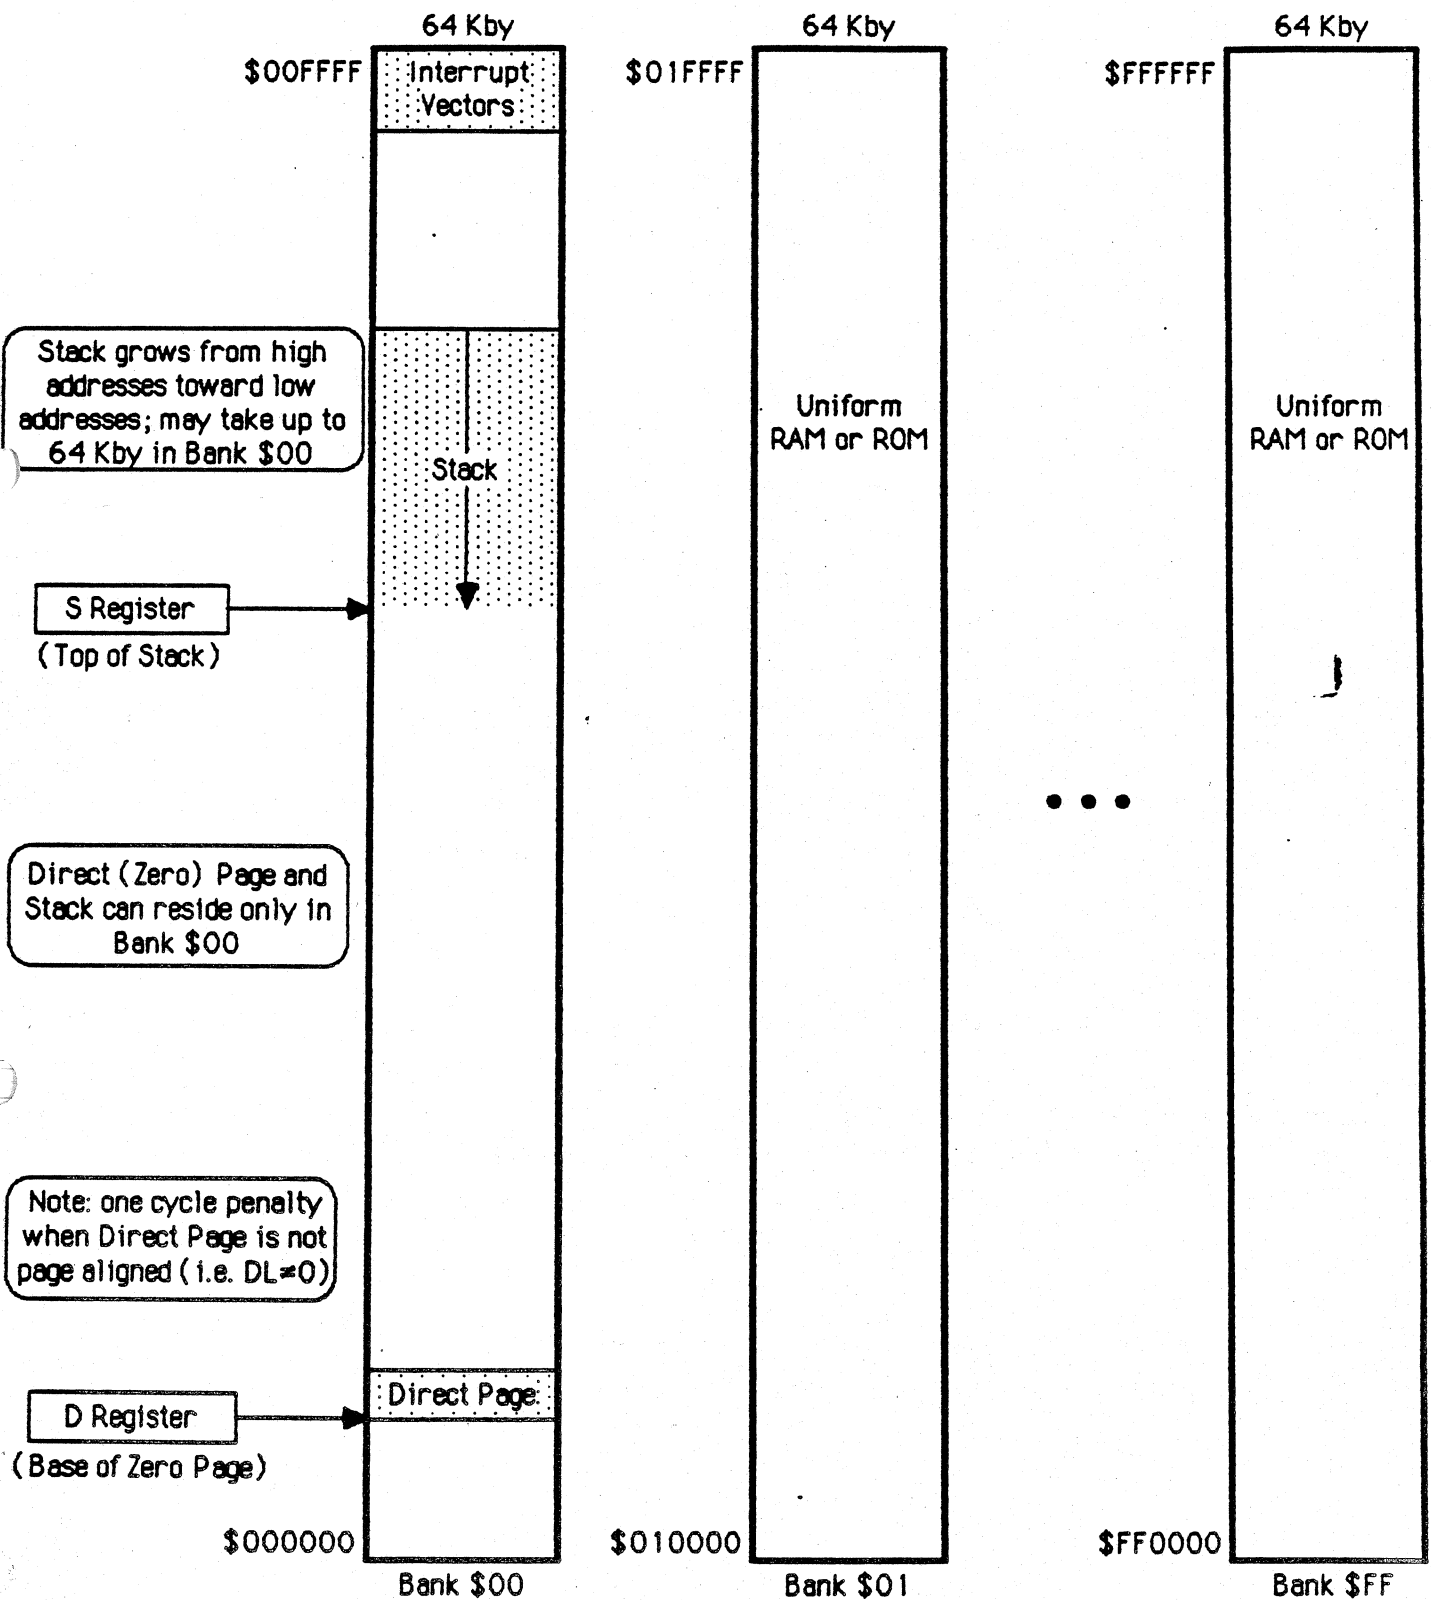 64 Kby
64 Kby
64 Kby
$00FFFF
Interrupt
Vectors
$01FFFF
$FFFFFF
Stack grows from high
addresses toward low
addresses; may take up to
64 Kby in Bank $00
Stack
Uniform
RAM or ROM
Uniform
RAM or ROM
S Register
(Top of Stack)
• • •
Direct (Zero) Page and
Stack can reside only in
Bank $00
Note: one cycle penalty
when Direct Page is not
page aligned (i.e. DL≠0)
Direct Page
D Register
(Base of Zero Page)
$000000
$010000
$FF0000
Bank $00
Bank $01
Bank $FF